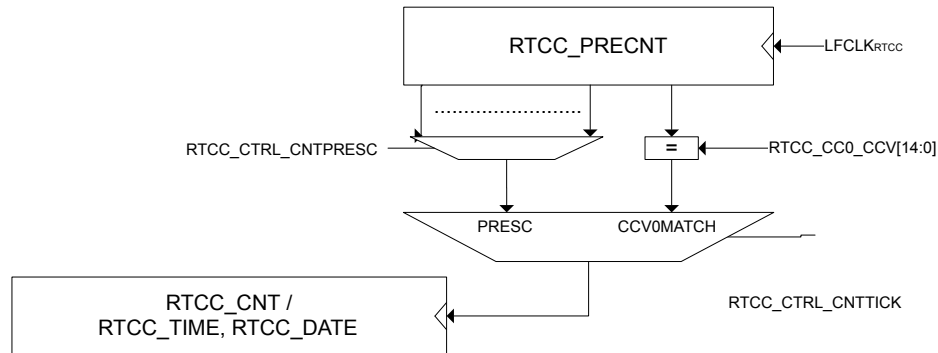 RTCC_PRECNT
LFCLKRTCC
RTCC_CTRL_CNTPRESC
=
RTCC_CC0_CCV[14:0]
PRESC
CCV0MATCH
RTCC_CNT /
RTCC_TIME, RTCC_DATE
RTCC_CTRL_CNTTICK